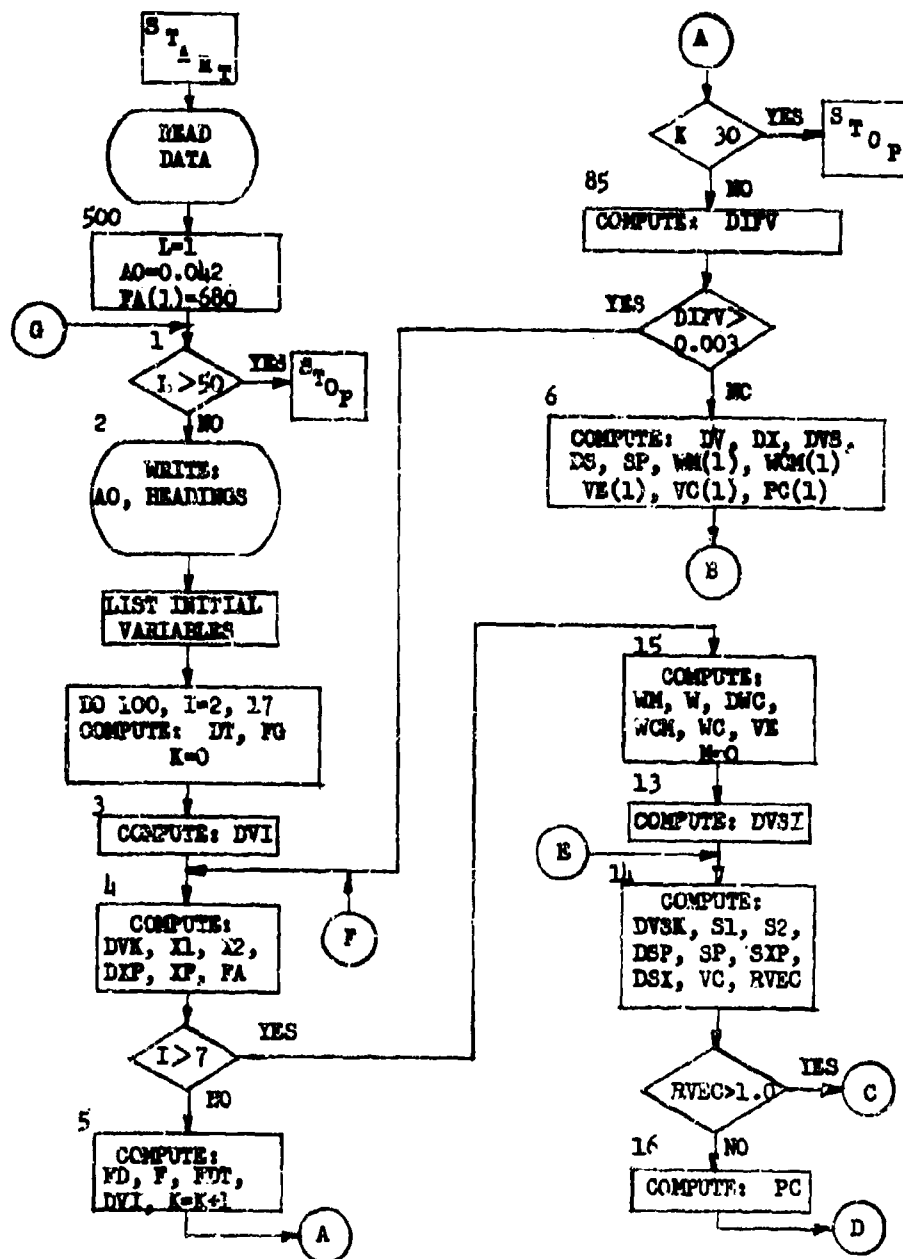 START
READ
DATA
500
L=1
AO=0.042
FA(1)=680
G
1
L >50
YES
STOP
NO
2
WRITE:
AO, HEADINGS
LIST INITIAL
VARIABLES
DO 100, I=2, 17
COMPUTE: DT, FG
K=0
3
COMPUTE: DVI
4
COMPUTE:
DVK, X1, X2,
DXP, XP, FA
F
I>7
YES
NO
5
COMPUTE:
FD, F, FDT,
DVI, K=K+1
A
A
K 30
YES
STOP
NO
85
COMPUTE: DIFV
YES
DIFV>
0.003
NO
6
COMPUTE: DV, DX, DVS,
DS, SP, WM(1), WCM(1)
VE(1), VC(1), PC(1)
B
15
COMPUTE:
WM, W, DWC,
WCM, WC, VE
M=0
13
COMPUTE: DVSI
E
14
COMPUTE:
DVSK, S1, S2,
DSP, SP, SXP,
DSX, VC, RVEC
RVEC>1.0
YES
C
16
NO
COMPUTE: PC
D